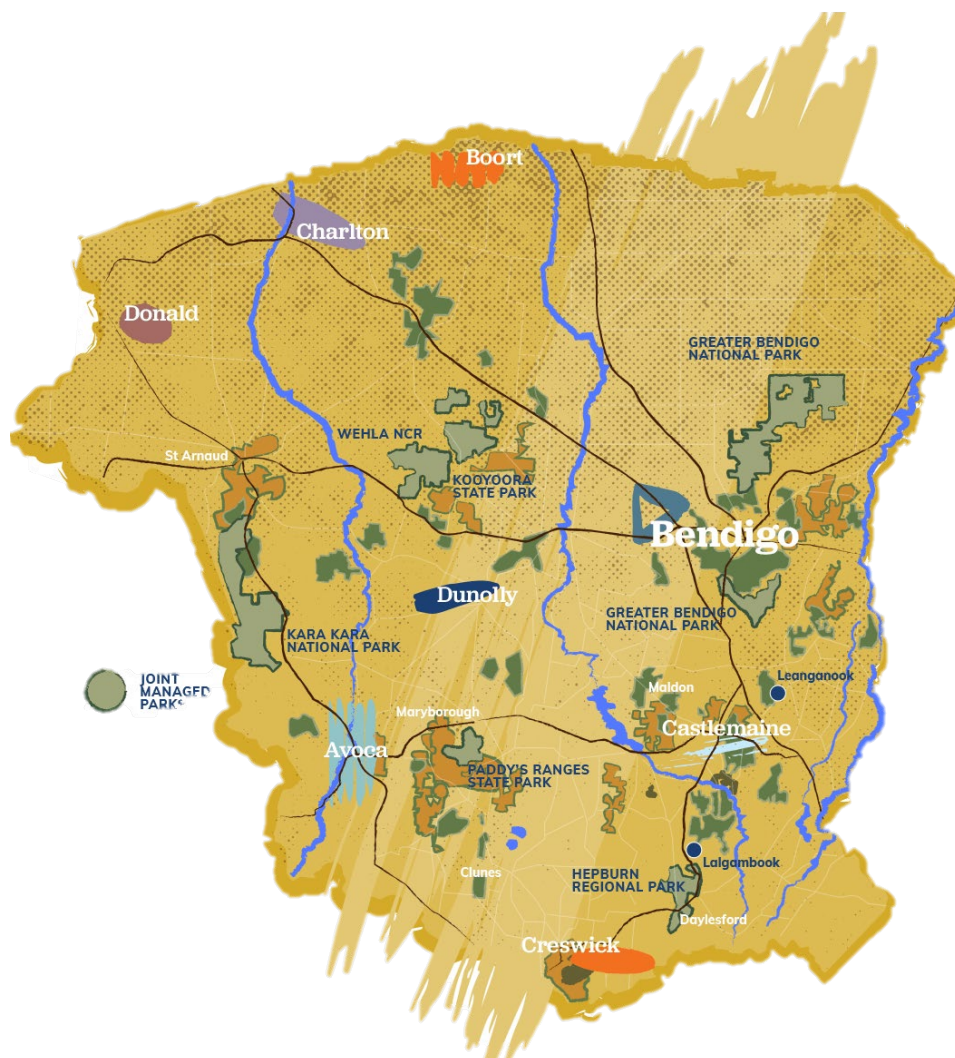 Boort
Charlton
Donald
GREATER BENDIGO
NATIONAL PARK
WEHLA NCR
St Arnaud
KOOYOORA
STATE PARK
Bendigo
Dunolly
GREATER BENDIGO
NATIONAL PARK
KARA KARA
NATIONAL PARK
JOINT
MANAGED
PARKS
Leanganook
Maldon
Maryborough
Castlemaine
Avoca
PADDY'S RANGES
STATE PARK
Lalgambook
Clunes
HEPBURN
REGIONAL PARK
Daylesford
Creswick